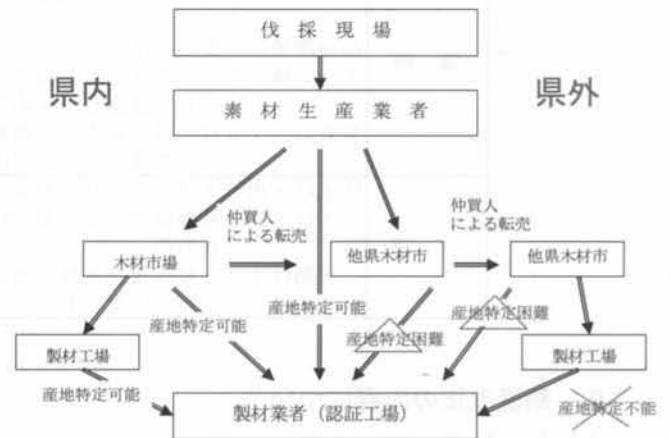 伐採現場
県内
県外
素材生産業者
仲買人
による転売
仲買人
による転売
木材市場
他県木材市
他県木材市
産地特定可能
産地特定可能
産地特定困難
産地特定困難
製材工場
製材工場
産地特定可能
製材業者（認証工場）
産地特定不能